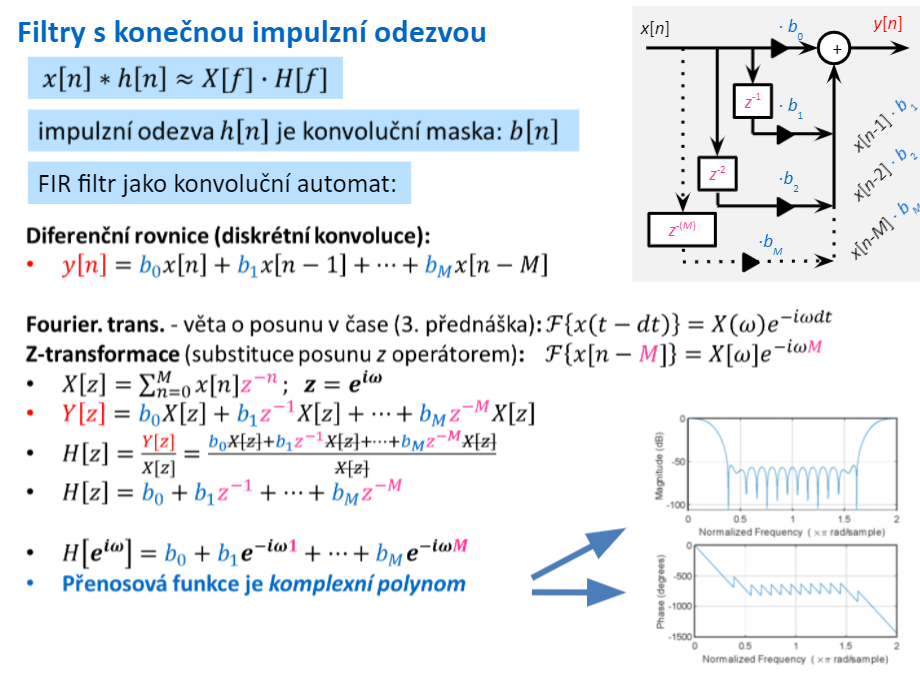 Filtry s konečnou impulzní odezvou
x[n] ∗ h[n] ≈ X[f] · H[f]
impulzní odezva h[n] je konvoluční maska: b[n]
FIR filtr jako konvoluční automat:
x[n]
· b₀
y[n]
+
z⁻¹
· b₁
x[n-1] · b₁
z⁻²
·b₂
x[n-2] · b₂
z⁻⁽ᴹ⁾
·b_M
x[n-M] · b_M
Diferenční rovnice (diskrétní konvoluce):
• y[n] = b₀x[n] + b₁x[n − 1] + ⋯ + b_M x[n − M]
Fourier. trans. - věta o posunu v čase (3. přednáška): ℱ{x(t − dt)} = X(ω)e^{−iωdt}
Z-transformace (substituce posunu z operátorem): ℱ{x[n − M]} = X[ω]e^{−iωM}
• X[z] = ∑_{n=0}^{M} x[n]z^{−n} ; z = e^{iω}
• Y[z] = b₀X[z] + b₁z^{−1}X[z] + ⋯ + b_M z^{−M}X[z]
• H[z] = Y[z]/X[z] = (b₀X[z]+b₁z^{−1}X[z]+⋯+b_M z^{−M}X[z])/X[z]
• H[z] = b₀ + b₁z^{−1} + ⋯ + b_M z^{−M}
• H[e^{iω}] = b₀ + b₁e^{−iω1} + ⋯ + b_M e^{−iωM}
• Přenosová funkce je komplexní polynom
Magnitude (dB)
0
-50
-100
0 0.5 1 1.5 2
Normalized Frequency (×π rad/sample)
Phase (degrees)
0
-500
-1000
-1500
0 0.5 1 1.5 2
Normalized Frequency (×π rad/sample)